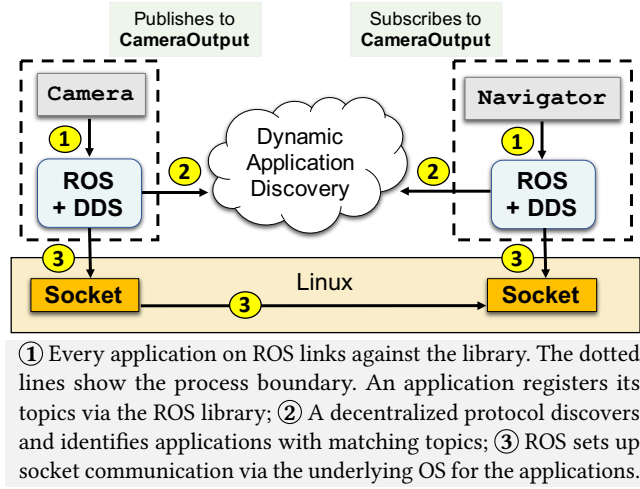 Publishes to
CameraOutput
Subscribes to
CameraOutput
Camera
Navigator
1
1
Dynamic
Application
Discovery
2
2
ROS
+ DDS
ROS
+ DDS
3
3
Linux
Socket
3
Socket
① Every application on ROS links against the library. The dotted
lines show the process boundary. An application registers its
topics via the ROS library; ② A decentralized protocol discovers
and identifies applications with matching topics; ③ ROS sets up
socket communication via the underlying OS for the applications.